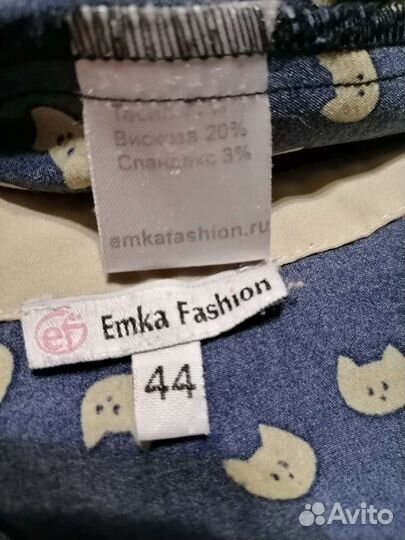 Вискоза 20%
Спандекс 3%
emkafashion.ru
ef Emka Fashion
44
Avito